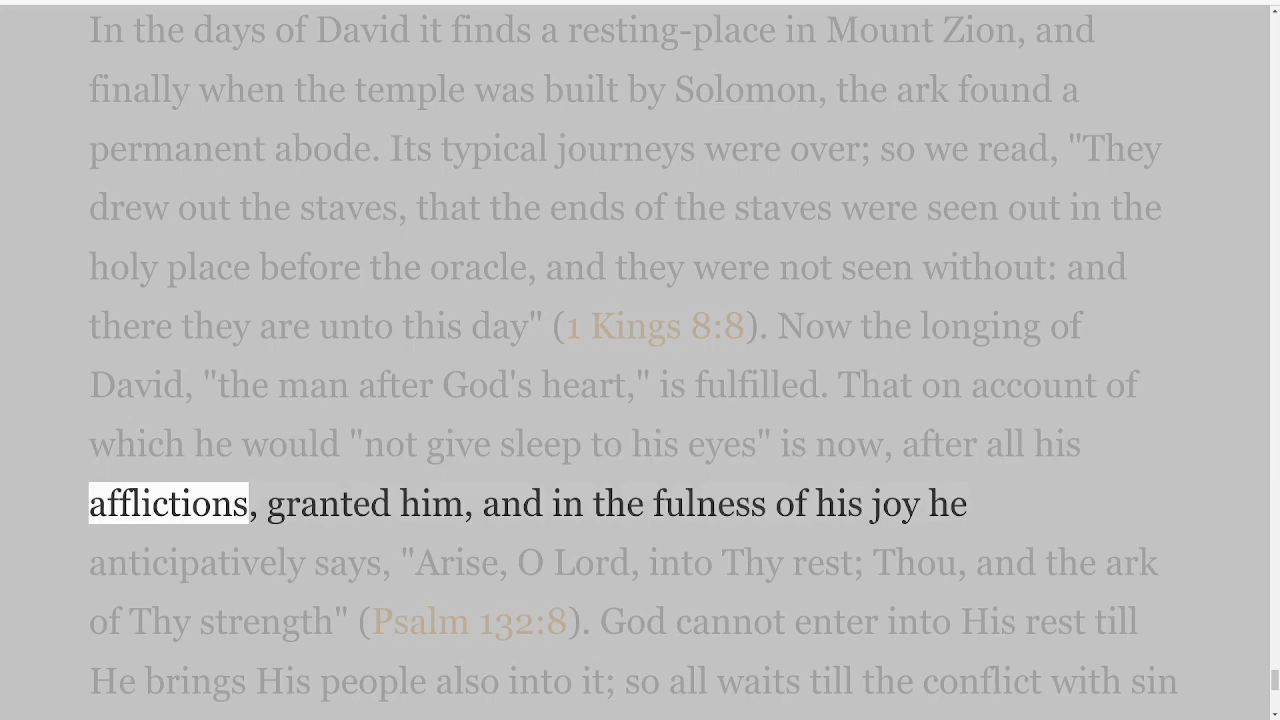 In the days of David it finds a resting-place in Mount Zion, and
finally when the temple was built by Solomon, the ark found a
permanent abode. Its typical journeys were over; so we read, "They
drew out the staves, that the ends of the staves were seen out in the
holy place before the oracle, and they were not seen without: and
there they are unto this day" (1 Kings 8:8). Now the longing of
David, "the man after God's heart," is fulfilled. That on account of
which he would "not give sleep to his eyes" is now, after all his
afflictions, granted him, and in the fulness of his joy he
anticipatively says, "Arise, O Lord, into Thy rest; Thou, and the ark
of Thy strength" (Psalm 132:8). God cannot enter into His rest till
He brings His people also into it; so all waits till the conflict with sin